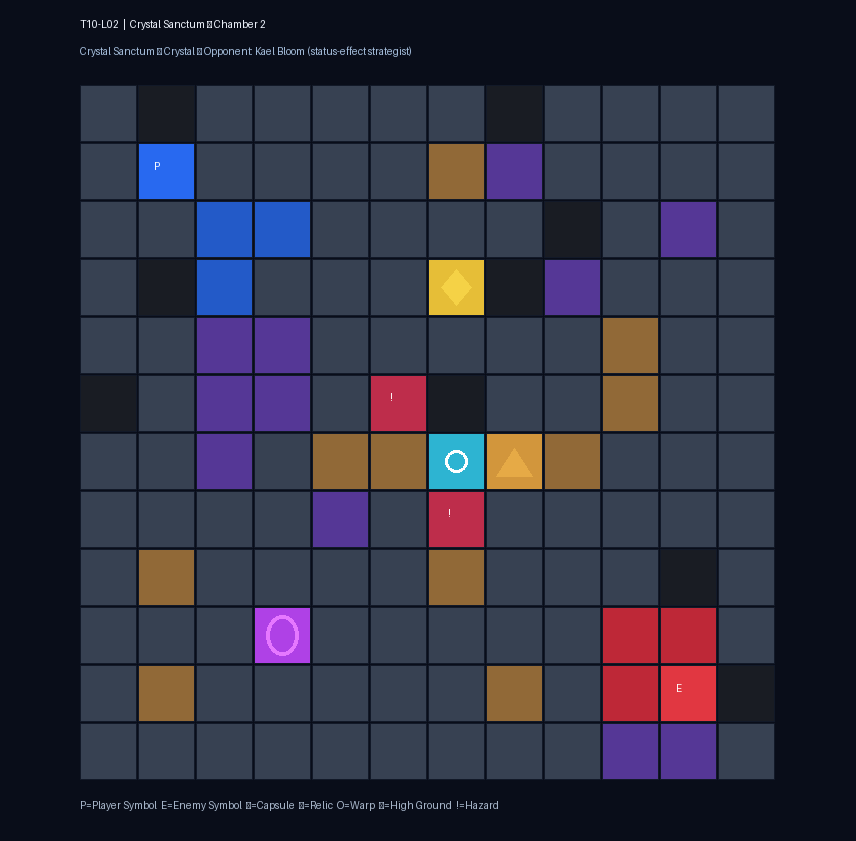 T10-L02 | Crystal Sanctum ▯ Chamber 2
Crystal Sanctum ▯ Crystal ▯ Opponent: Kael Bloom (status-effect strategist)
P
!
!
E
P=Player Symbol E=Enemy Symbol ▯=Capsule ▯=Relic O=Warp ▯=High Ground !=Hazard